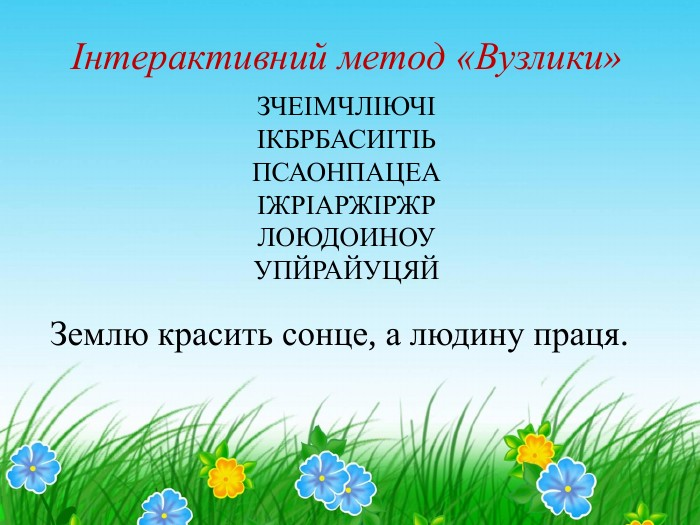 Інтерактивний метод «Вузлики»
ЗЧЕІМЧЛІЮЧІ
ІКБРБАСИІТІЬ
ПСАОНПАЦЕА
ІЖРІАРЖІРЖР
ЛОЮДОИНОУ
УПЙРАЙУЦЯЙ
Землю красить сонце, а людину праця.